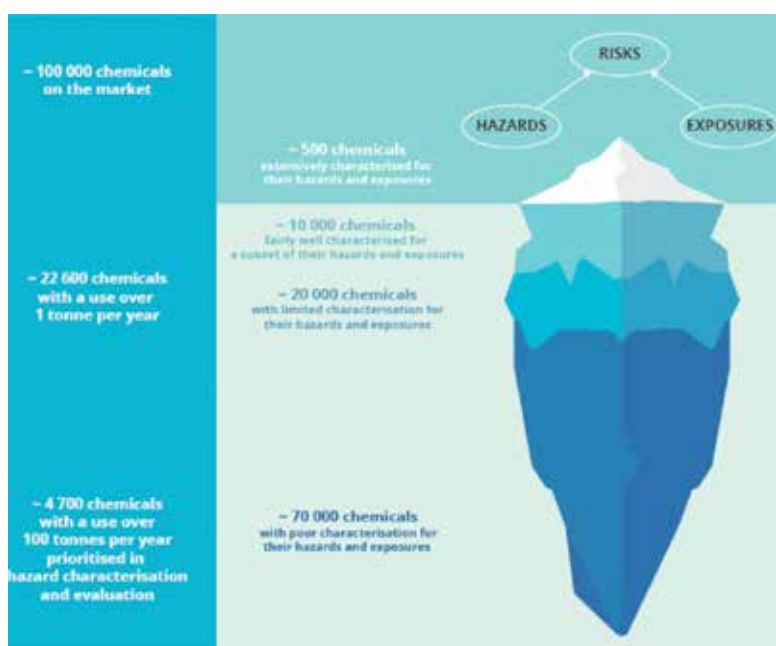 ~ 100 000 chemicals
on the market
RISKS
HAZARDS
EXPOSURES
~ 500 chemicals
extensively characterised for
their hazards and exposures
~ 10 000 chemicals
fairly well characterised for
a subset of their hazards and exposures
~ 22 600 chemicals
with a use over
1 tonne per year
~ 20 000 chemicals
with limited characterisation for
their hazards and exposures
~ 4 700 chemicals
with a use over
100 tonnes per year
prioritised in
hazard characterisation
and evaluation
~ 70 000 chemicals
with poor characterisation for
their hazards and exposures